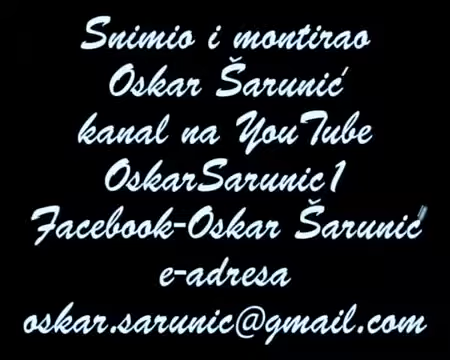 Snimio i montirao
Oskar Šarunić
kanal na YouTube
OskarSarunic1
Facebook-Oskar Šarunić
e-adresa
oskar.sarunic@gmail.com